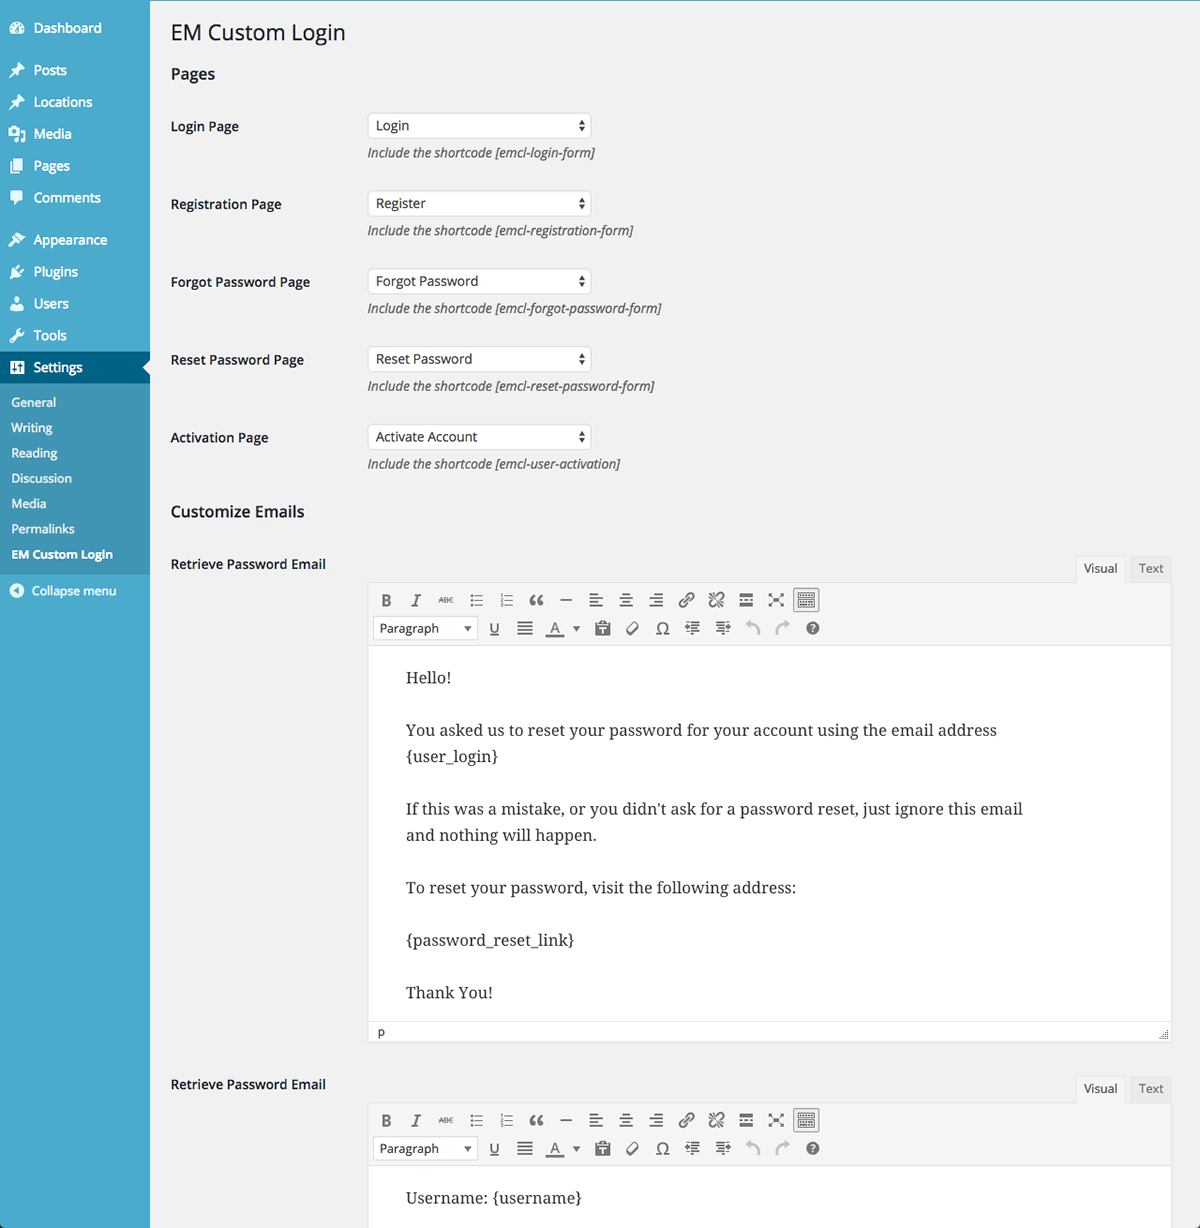 Dashboard
Posts
Locations
Media
Pages
Comments
Appearance
Plugins
Users
Tools
Settings
General
Writing
Reading
Discussion
Media
Permalinks
EM Custom Login
Collapse menu
EM Custom Login
Pages
Login Page
Login
Include the shortcode [emcl-login-form]
Registration Page
Register
Include the shortcode [emcl-registration-form]
Forgot Password Page
Forgot Password
Include the shortcode [emcl-forgot-password-form]
Reset Password Page
Reset Password
Include the shortcode [emcl-reset-password-form]
Activation Page
Activate Account
Include the shortcode [emcl-user-activation]
Customize Emails
Retrieve Password Email
Visual Text
B I ABC
Paragraph U A Ω ?
Hello!
You asked us to reset your password for your account using the email address
{user_login}
If this was a mistake, or you didn't ask for a password reset, just ignore this email
and nothing will happen.
To reset your password, visit the following address:
{password_reset_link}
Thank You!
p
Retrieve Password Email
Visual Text
B I ABC
Paragraph U A Ω ?
Username: {username}